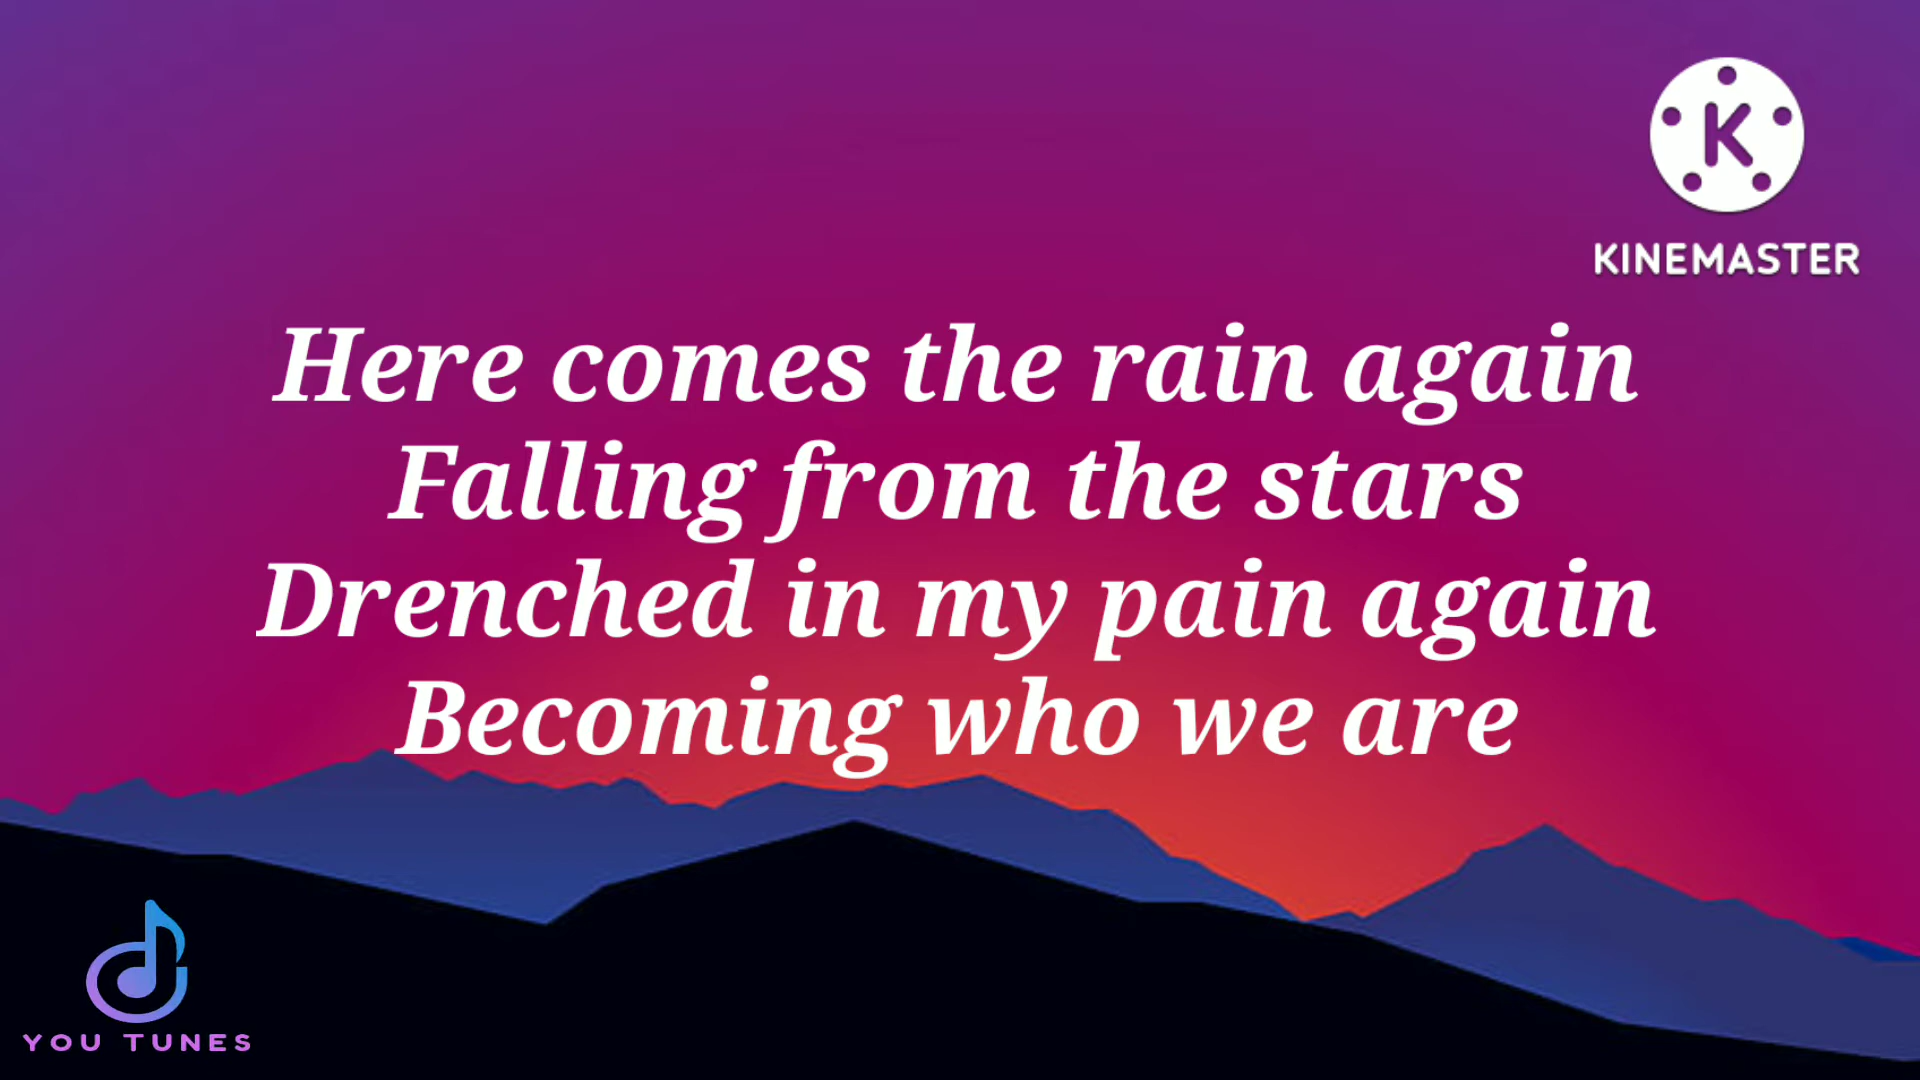 K
KINEMASTER
Here comes the rain again
Falling from the stars
Drenched in my pain again
Becoming who we are
YOU TUNES